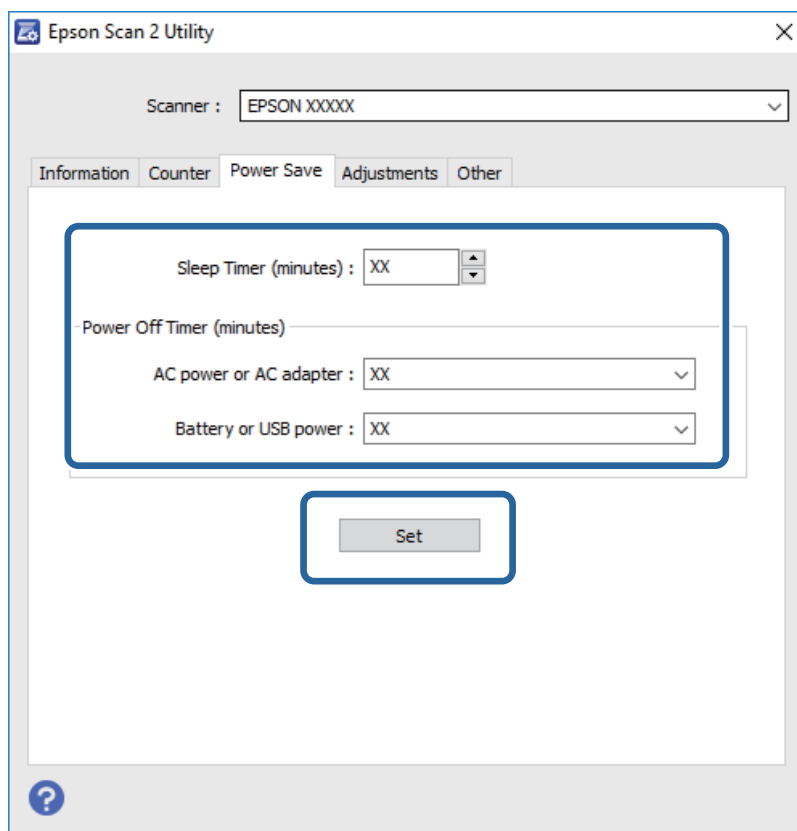 Epson Scan 2 Utility
Scanner : EPSON XXXXX
Information Counter Power Save Adjustments Other
Sleep Timer (minutes) : XX
Power Off Timer (minutes)
AC power or AC adapter : XX
Battery or USB power : XX
Set
?